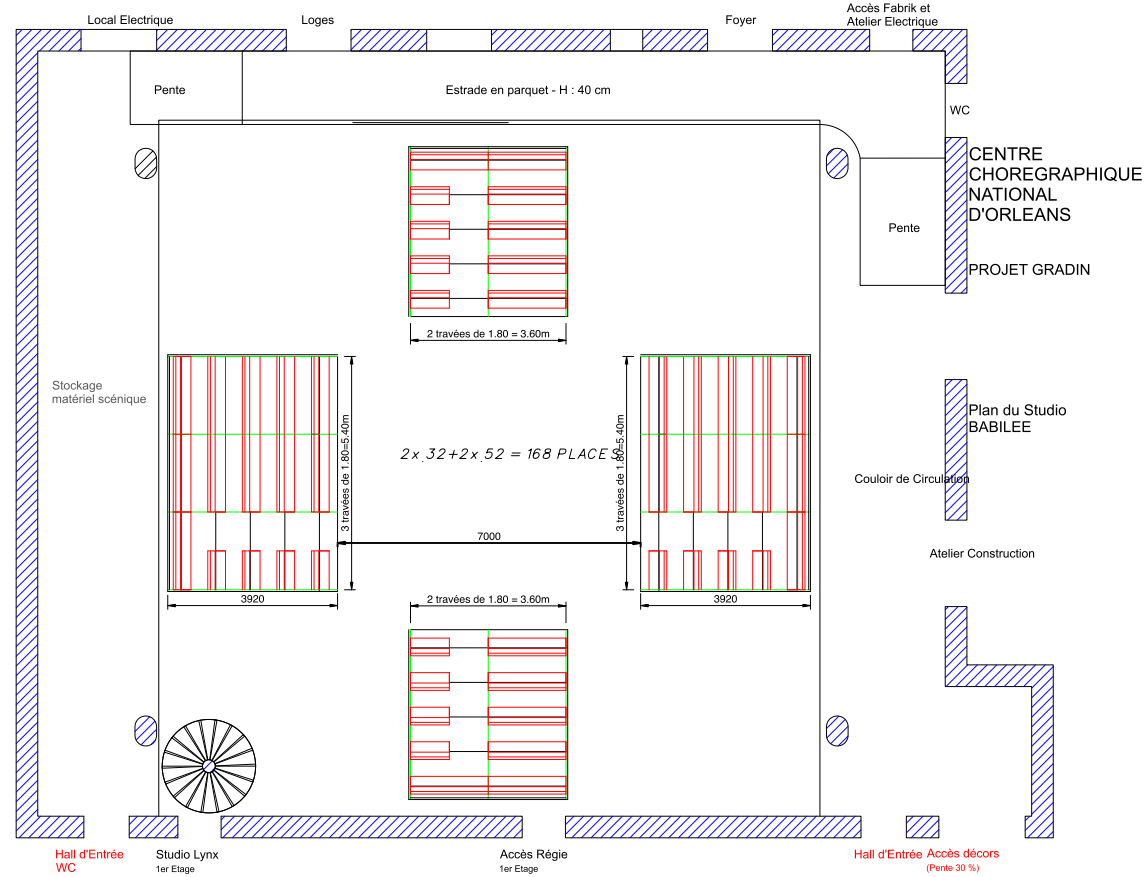 Local Electrique
Loges
Foyer
Accès Fabrik et
Atelier Electrique
Pente
Estrade en parquet - H : 40 cm
WC
CENTRE
CHOREGRAPHIQUE
NATIONAL
D'ORLEANS
Pente
PROJET GRADIN
2 travées de 1.80 = 3.60m
Stockage
matériel scénique
3 travées de 1.80=5.40m
2x.32+2x.52 = 168 PLACES
3 travées de 1.80=5.40m
Plan du Studio
BABILEE
Couloir de Circulation
7000
Atelier Construction
3920
2 travées de 1.80 = 3.60m
3920
Hall d'Entrée
WC
Studio Lynx
1er Etage
Accès Régie
1er Etage
Hall d'Entrée
Accès décors
(Pente 30 %)